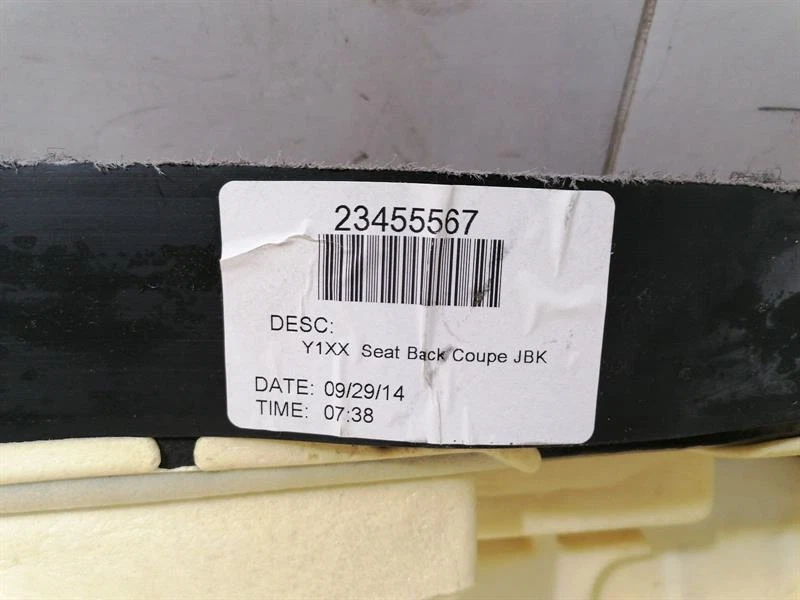 23455567
DESC:
Y1XX Seat Back Coupe JBK
DATE: 09/29/14
TIME: 07:38